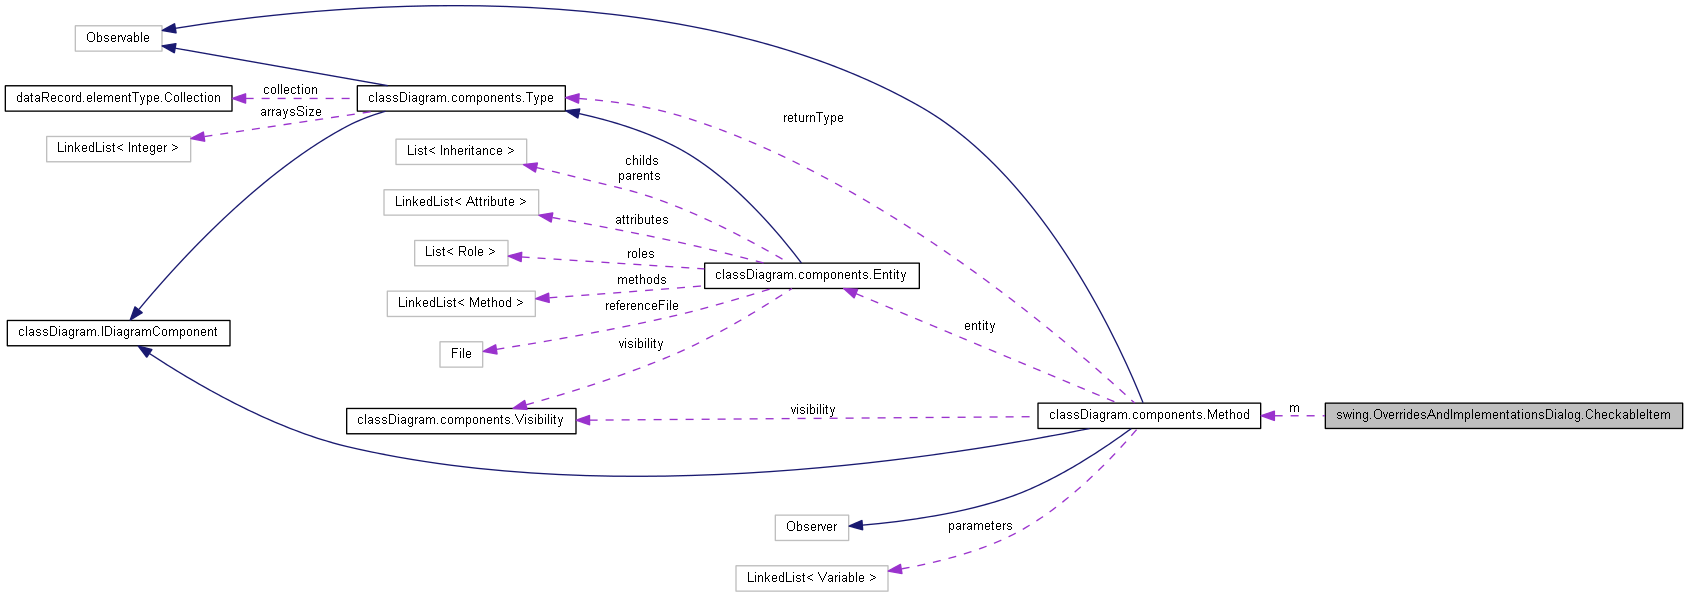 Observable
dataRecord.elementType.Collection
collection
classDiagram.components.Type
arraysSize
returnType
LinkedList< Integer >
List< Inheritance >
childs
parents
LinkedList< Attribute >
attributes
List< Role >
roles
classDiagram.components.Entity
methods
LinkedList< Method >
referenceFile
classDiagram.IDiagramComponent
entity
File
visibility
classDiagram.components.Visibility
visibility
classDiagram.components.Method
m
swing.OverridesAndImplementationsDialog.CheckableItem
Observer
parameters
LinkedList< Variable >